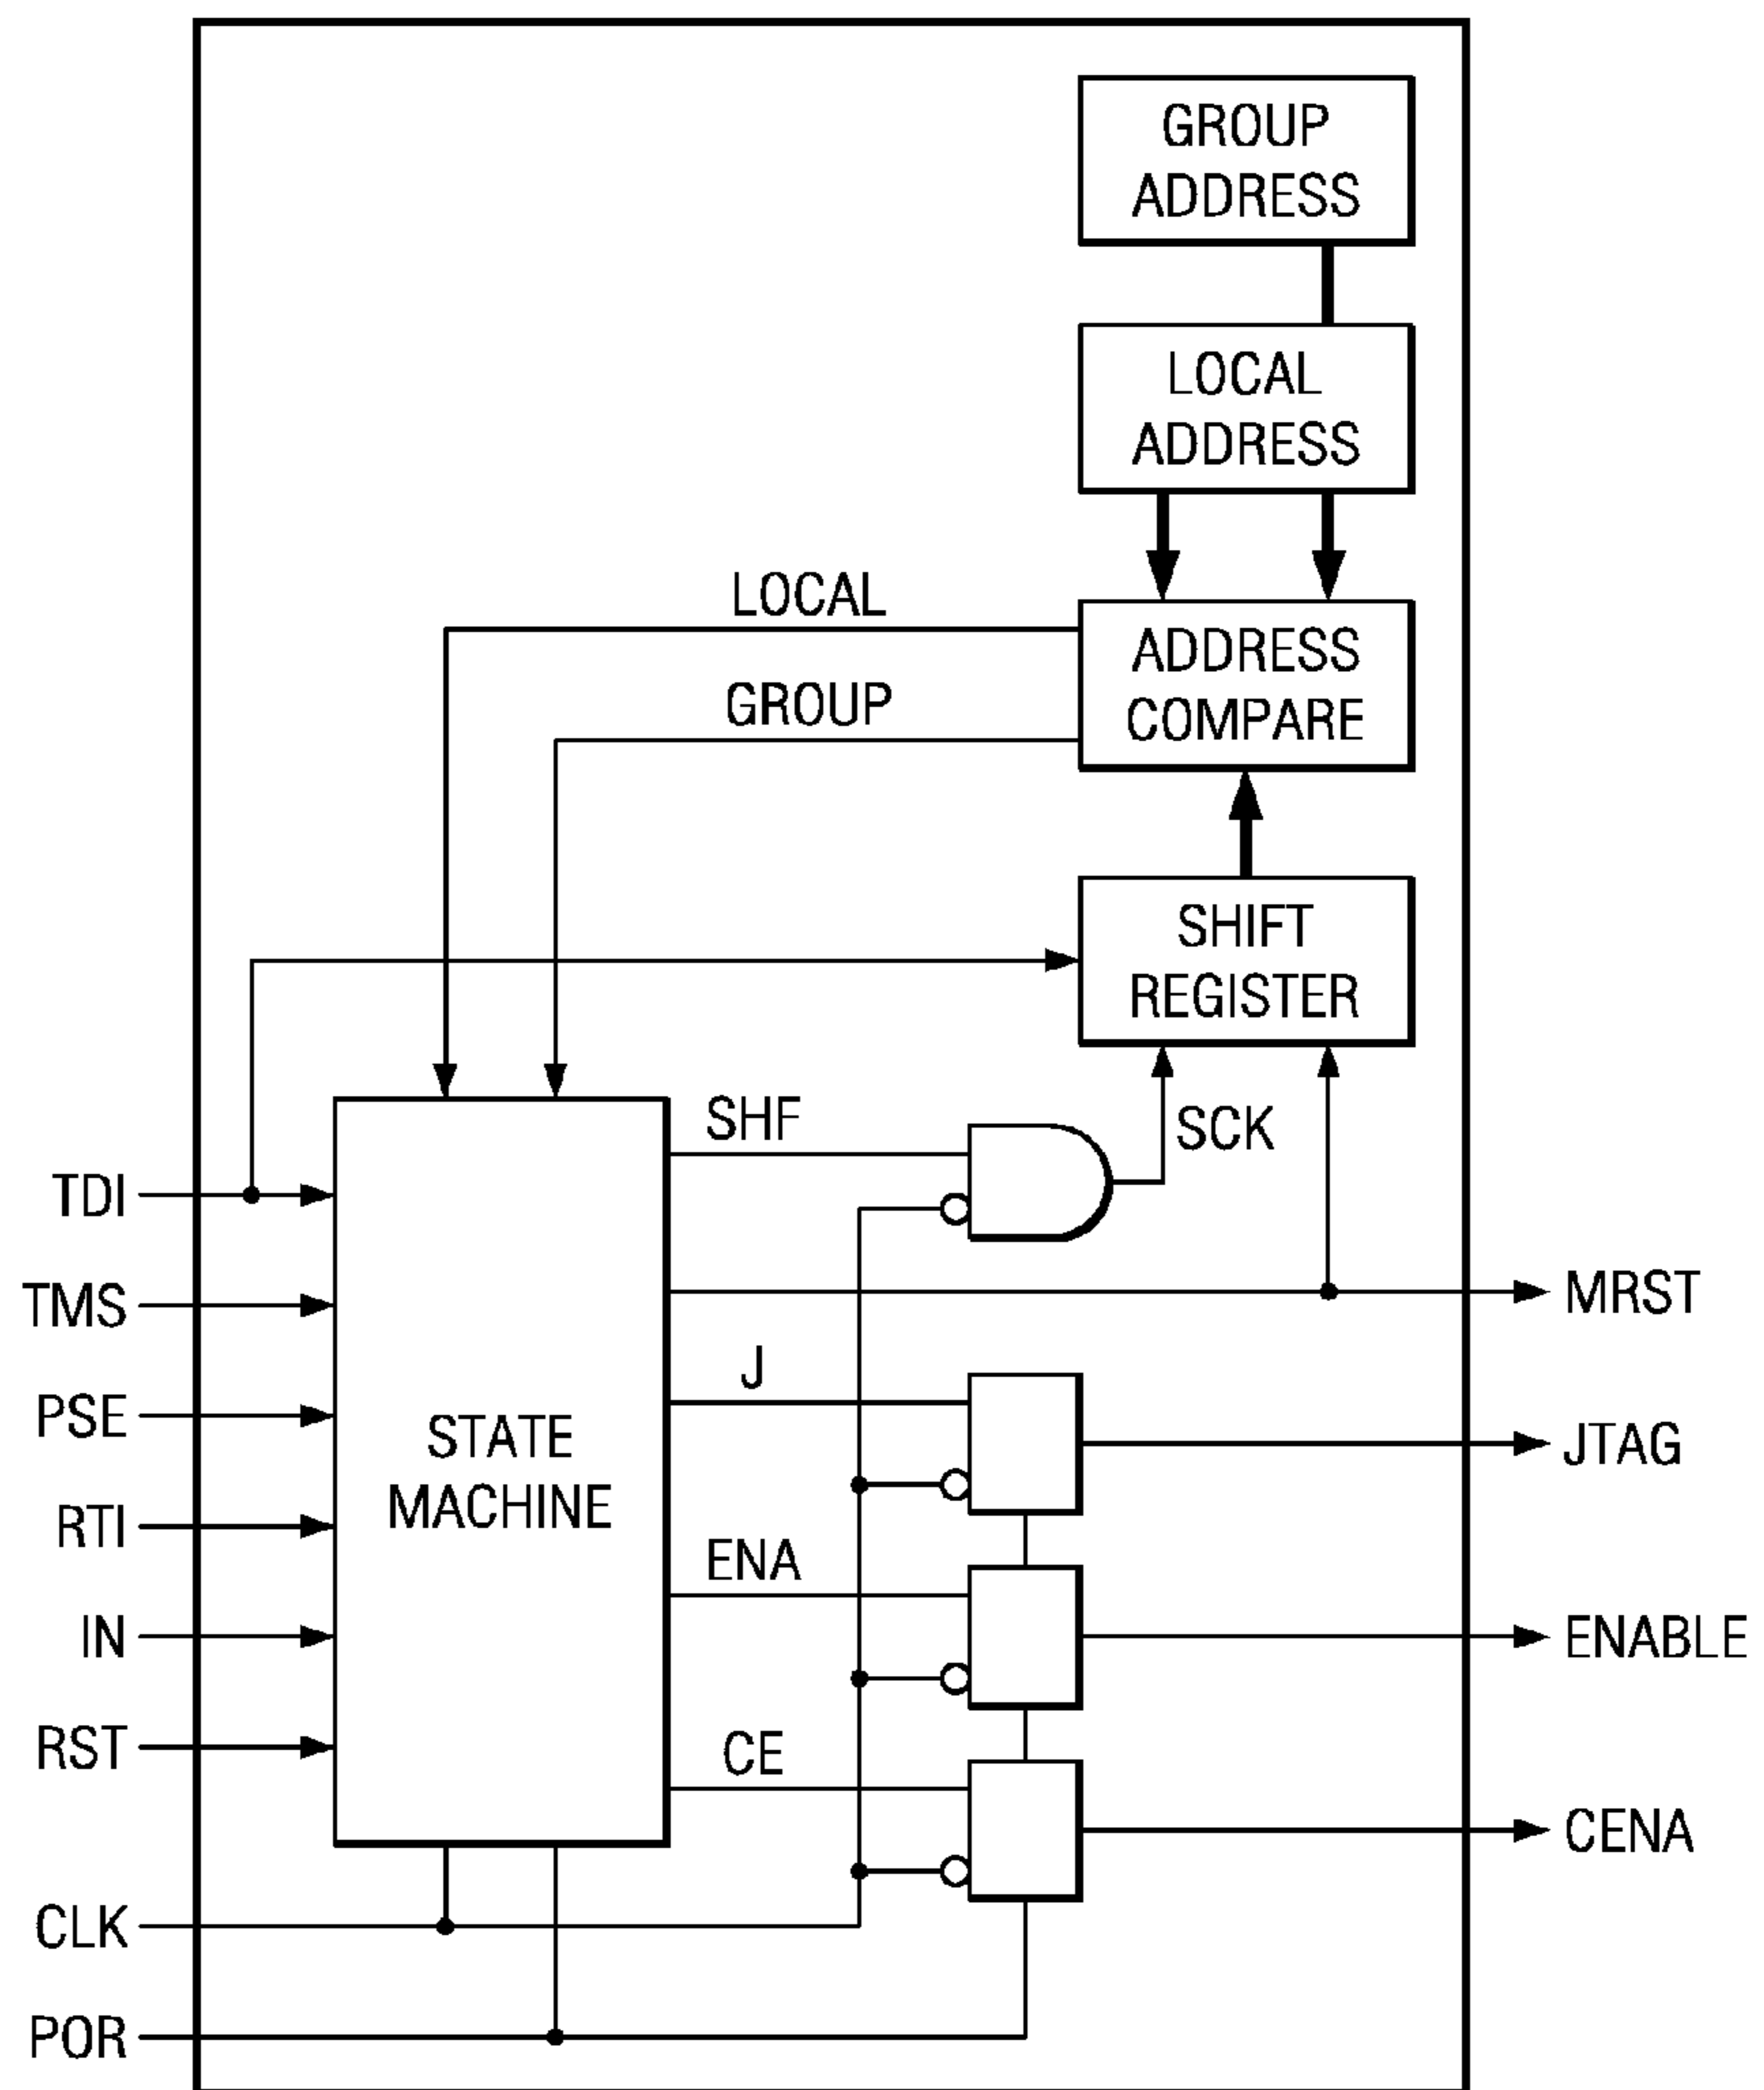 GROUP
ADDRESS
LOCAL
ADDRESS
LOCAL
ADDRESS
COMPARE
GROUP
SHIFT
REGISTER
SHF
SCK
TDI
TMS
MRST
J
PSE
STATE
MACHINE
JTAG
RTI
ENA
IN
ENABLE
RST
CE
CENA
CLK
POR